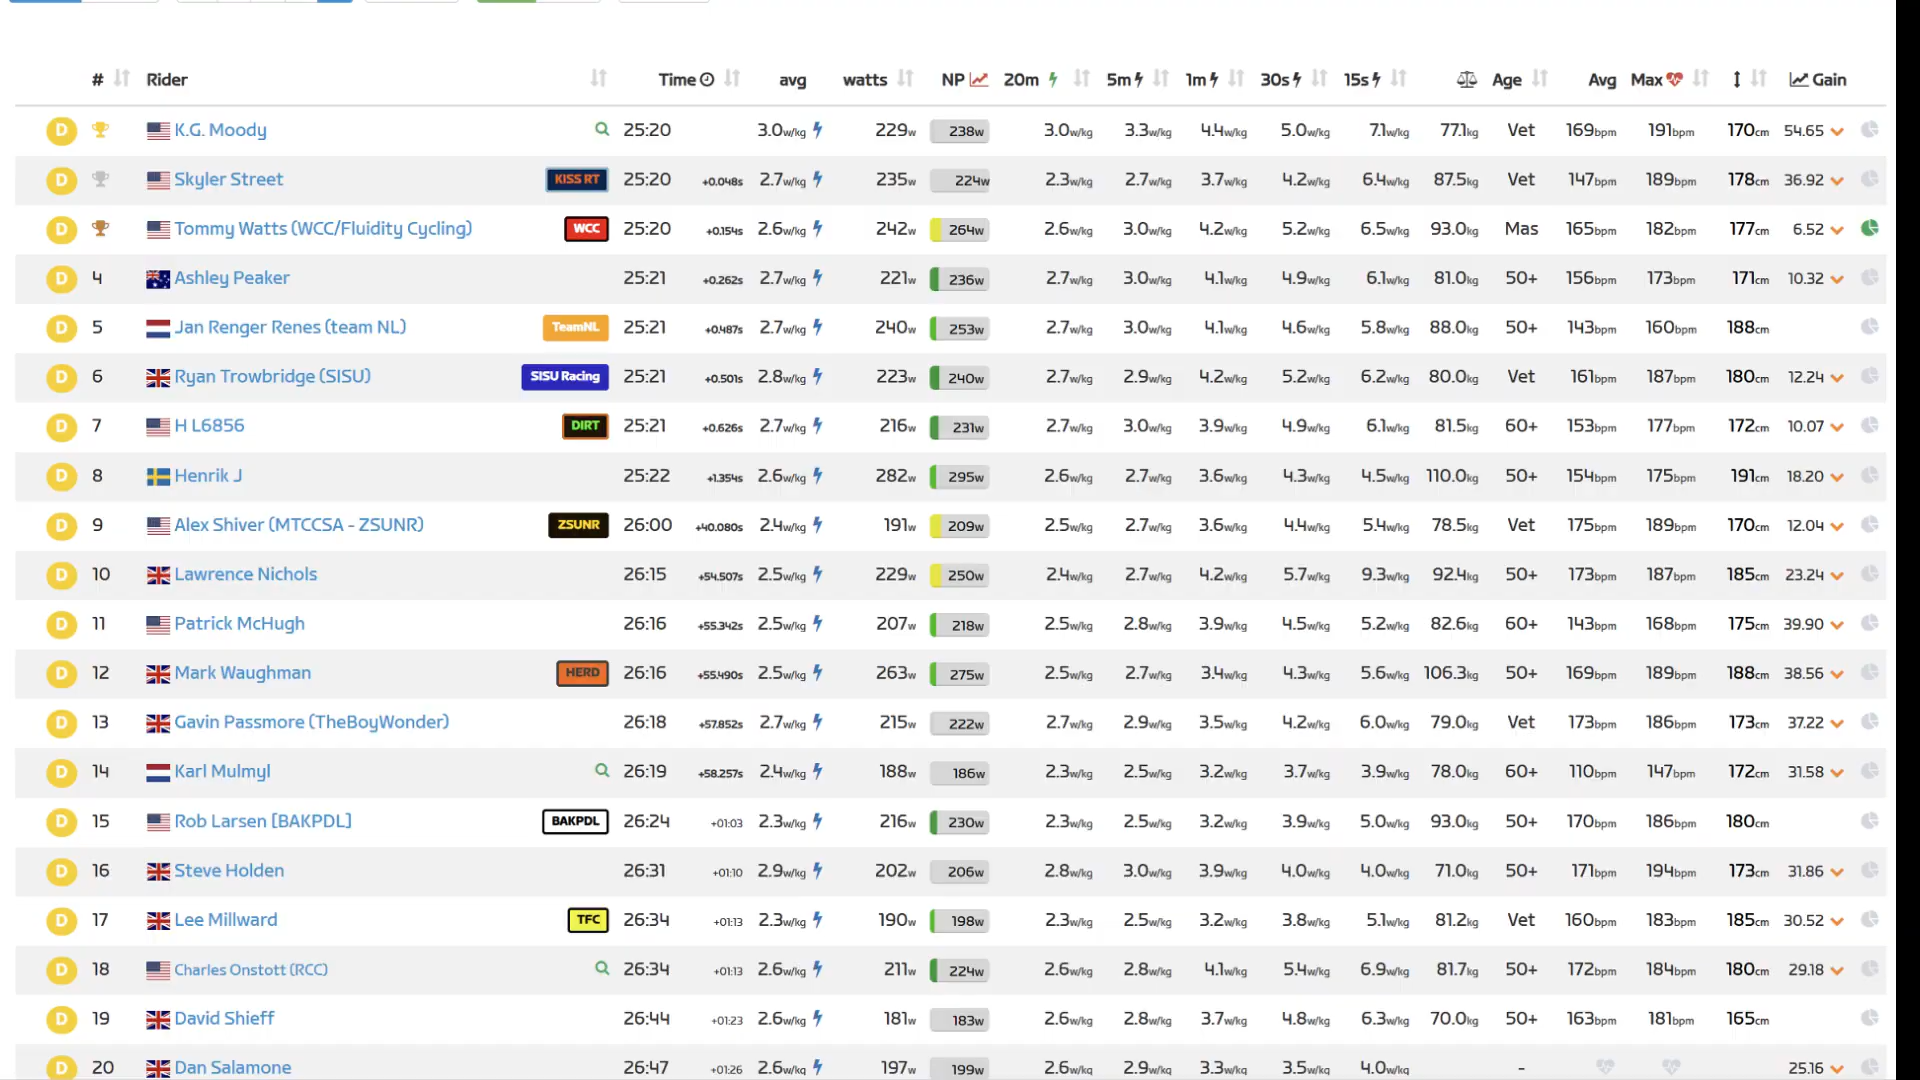 # Rider Time avg watts NP 20m 5m 1m 30s 15s Age Avg Max Gain
D K.G. Moody 25:20 3.0w/kg 229w 238w 3.0w/kg 3.3w/kg 4.4w/kg 5.0w/kg 7.1w/kg 77.1kg Vet 169bpm 191bpm 170cm 54.65
D Skyler Street KISS RT 25:20 +0.048s 2.7w/kg 235w 224w 2.3w/kg 2.7w/kg 3.7w/kg 4.2w/kg 6.4w/kg 87.5kg Vet 147bpm 189bpm 178cm 36.92
D Tommy Watts (WCC/Fluidity Cycling) WCC 25:20 +0.154s 2.6w/kg 242w 264w 2.6w/kg 3.0w/kg 4.2w/kg 5.2w/kg 6.5w/kg 93.0kg Mas 165bpm 182bpm 177cm 6.52
D 4 Ashley Peaker 25:21 +0.262s 2.7w/kg 221w 236w 2.7w/kg 3.0w/kg 4.1w/kg 4.9w/kg 6.1w/kg 81.0kg 50+ 156bpm 173bpm 171cm 10.32
D 5 Jan Renger Renes (team NL) TeamNL 25:21 +0.487s 2.7w/kg 240w 253w 2.7w/kg 3.0w/kg 4.1w/kg 4.6w/kg 5.8w/kg 88.0kg 50+ 143bpm 160bpm 188cm
D 6 Ryan Trowbridge (SISU) SISU Racing 25:21 +0.501s 2.8w/kg 223w 240w 2.7w/kg 2.9w/kg 4.2w/kg 5.2w/kg 6.2w/kg 80.0kg Vet 161bpm 187bpm 180cm 12.24
D 7 H L6856 DIRT 25:21 +0.626s 2.7w/kg 216w 231w 2.7w/kg 3.0w/kg 3.9w/kg 4.9w/kg 6.1w/kg 81.5kg 60+ 153bpm 177bpm 172cm 10.07
D 8 Henrik J 25:22 +1.354s 2.6w/kg 282w 295w 2.6w/kg 2.7w/kg 3.6w/kg 4.3w/kg 4.5w/kg 110.0kg 50+ 154bpm 175bpm 191cm 18.20
D 9 Alex Shiver (MTCCSA - ZSUNR) ZSUNR 26:00 +40.080s 2.4w/kg 191w 209w 2.5w/kg 2.7w/kg 3.6w/kg 4.4w/kg 5.4w/kg 78.5kg Vet 175bpm 189bpm 170cm 12.04
D 10 Lawrence Nichols 26:15 +54.507s 2.5w/kg 229w 250w 2.4w/kg 2.7w/kg 4.2w/kg 5.7w/kg 9.3w/kg 92.4kg 50+ 173bpm 187bpm 185cm 23.24
D 11 Patrick McHugh 26:16 +55.342s 2.5w/kg 207w 218w 2.5w/kg 2.8w/kg 3.9w/kg 4.5w/kg 5.2w/kg 82.6kg 60+ 143bpm 168bpm 175cm 39.90
D 12 Mark Waughman HERD 26:16 +55.490s 2.5w/kg 263w 275w 2.5w/kg 2.7w/kg 3.4w/kg 4.3w/kg 5.6w/kg 106.3kg 50+ 169bpm 189bpm 188cm 38.56
D 13 Gavin Passmore (TheBoyWonder) 26:18 +57.852s 2.7w/kg 215w 222w 2.7w/kg 2.9w/kg 3.5w/kg 4.2w/kg 6.0w/kg 79.0kg Vet 173bpm 186bpm 173cm 37.22
D 14 Karl Mulmyl 26:19 +58.257s 2.4w/kg 188w 186w 2.3w/kg 2.5w/kg 3.2w/kg 3.7w/kg 3.9w/kg 78.0kg 60+ 110bpm 147bpm 172cm 31.58
D 15 Rob Larsen [BAKPDL] BAKPDL 26:24 +01:03 2.3w/kg 216w 230w 2.3w/kg 2.5w/kg 3.2w/kg 3.9w/kg 5.0w/kg 93.0kg 50+ 170bpm 186bpm 180cm
D 16 Steve Holden 26:31 +01:10 2.9w/kg 202w 206w 2.8w/kg 3.0w/kg 3.9w/kg 4.0w/kg 4.0w/kg 71.0kg 50+ 171bpm 194bpm 173cm 31.86
D 17 Lee Millward TFC 26:34 +01:13 2.3w/kg 190w 198w 2.3w/kg 2.5w/kg 3.2w/kg 3.8w/kg 5.1w/kg 81.2kg Vet 160bpm 183bpm 185cm 30.52
D 18 Charles Onstott (RCC) 26:34 +01:13 2.6w/kg 211w 224w 2.6w/kg 2.8w/kg 4.1w/kg 5.4w/kg 6.9w/kg 81.7kg 50+ 172bpm 184bpm 180cm 29.18
D 19 David Shieff 26:44 +01:23 2.6w/kg 181w 183w 2.6w/kg 2.8w/kg 3.7w/kg 4.8w/kg 6.3w/kg 70.0kg 50+ 163bpm 181bpm 165cm
D 20 Dan Salamone 26:47 +01:26 2.6w/kg 197w 199w 2.6w/kg 2.9w/kg 3.3w/kg 3.5w/kg 4.0w/kg - 25.16